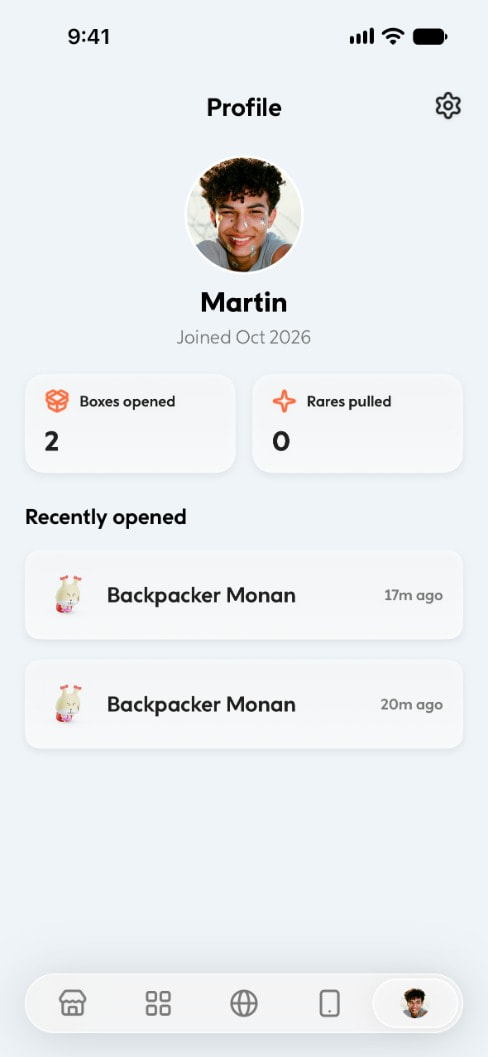 9:41
Profile
Martin
Joined Oct 2026
Boxes opened
2
Rares pulled
0
Recently opened
Backpacker Monan
17m ago
Backpacker Monan
20m ago